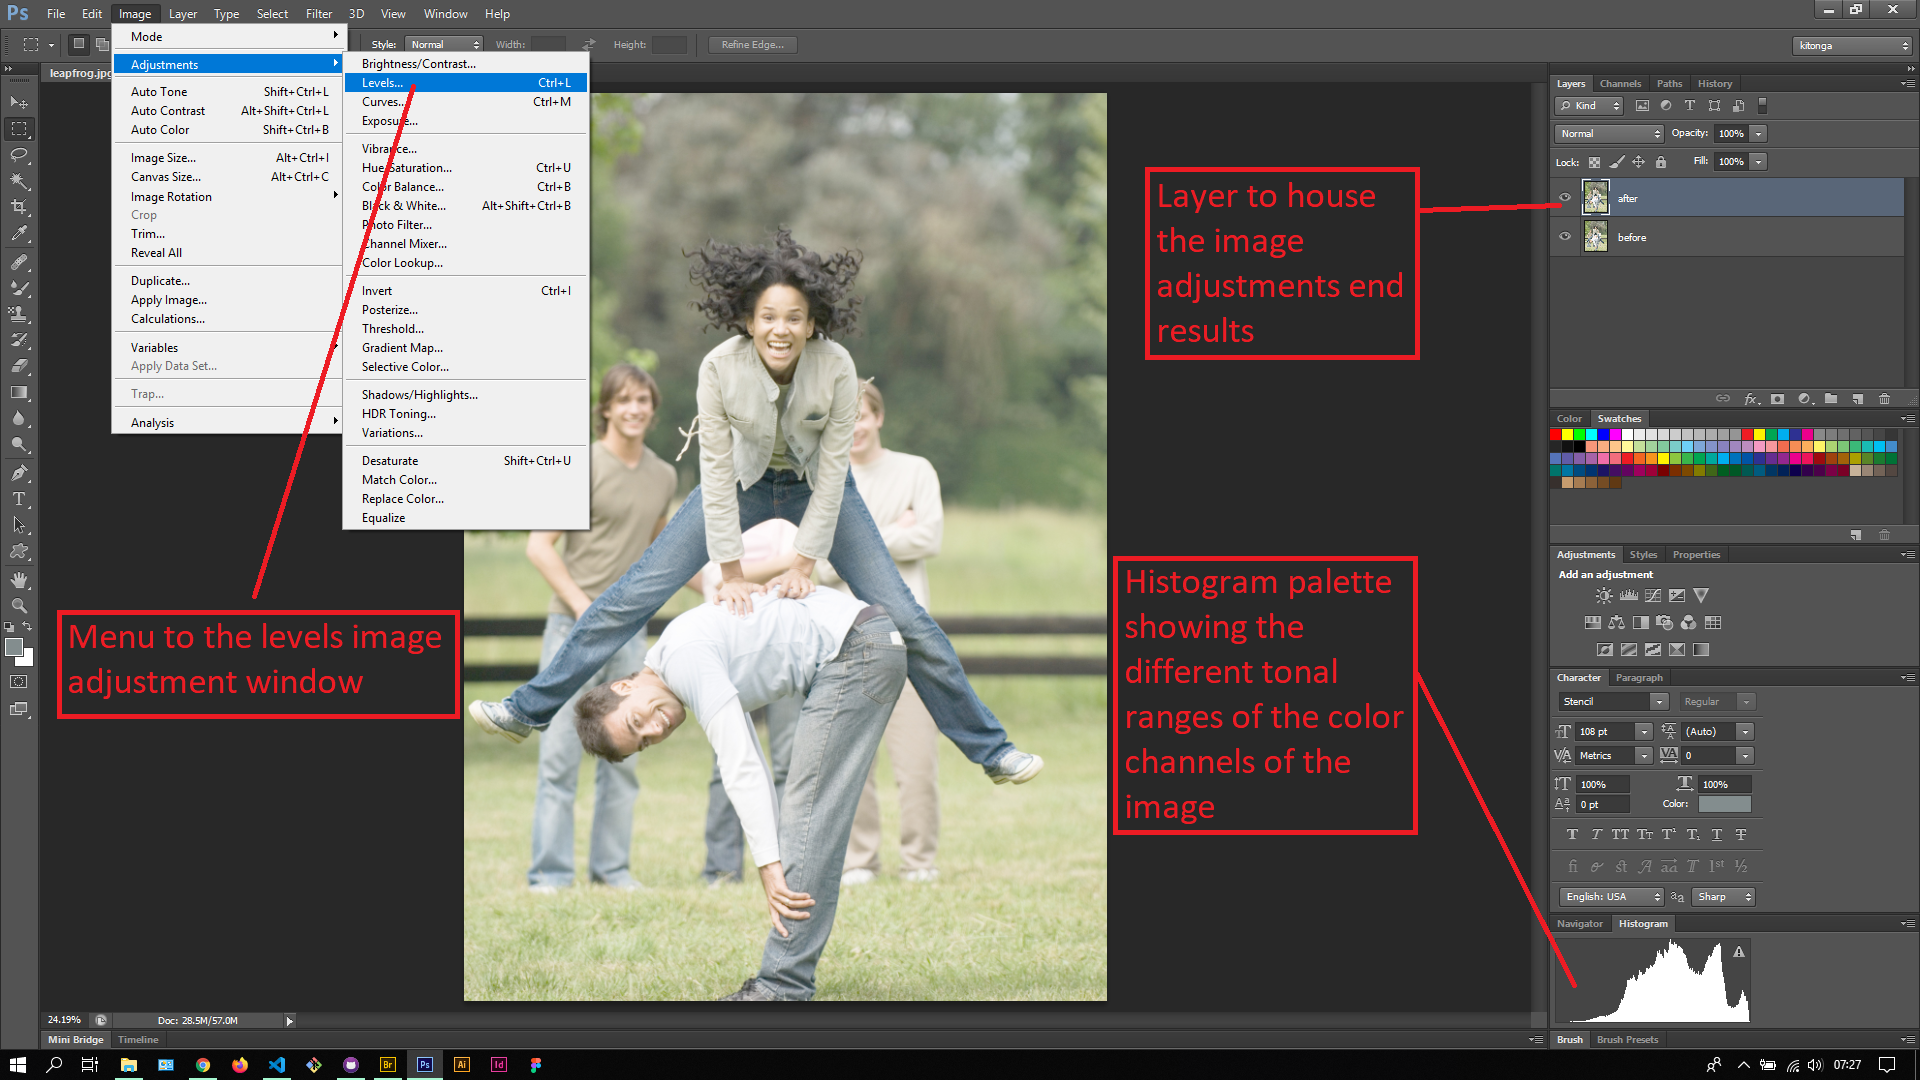 Ps File Edit Image Layer Type Select Filter 3D View Window Help
Style: Normal Width: Height: Refine Edge... kitonga
leapfrog.jpg
Mode
Adjustments
Auto Tone Shift+Ctrl+L
Auto Contrast Alt+Shift+Ctrl+L
Auto Color Shift+Ctrl+B
Image Size... Alt+Ctrl+I
Canvas Size... Alt+Ctrl+C
Image Rotation
Crop
Trim...
Reveal All
Duplicate...
Apply Image...
Calculations...
Variables
Apply Data Set...
Trap...
Analysis
Brightness/Contrast...
Levels... Ctrl+L
Curves... Ctrl+M
Exposure...
Vibrance...
Hue/Saturation... Ctrl+U
Color Balance... Ctrl+B
Black & White... Alt+Shift+Ctrl+B
Photo Filter...
Channel Mixer...
Color Lookup...
Invert Ctrl+I
Posterize...
Threshold...
Gradient Map...
Selective Color...
Shadows/Highlights...
HDR Toning...
Variations...
Desaturate Shift+Ctrl+U
Match Color...
Replace Color...
Equalize
Menu to the levels image
adjustment window
Layer to house
the image
adjustments end
results
Histogram palette
showing the
different tonal
ranges of the color
channels of the
image
Layers Channels Paths History
Kind
Normal Opacity: 100%
Lock: Fill: 100%
after
before
Color Swatches
Adjustments Styles Properties
Add an adjustment
Character Paragraph
Stencil Regular
108 pt (Auto)
Metrics 0
100% 100%
0 pt Color:
English: USA aa Sharp
Navigator Histogram
Brush Brush Presets
24.19% Doc: 28.5M/57.0M
Mini Bridge Timeline
Br Ps Ai Id 07:27